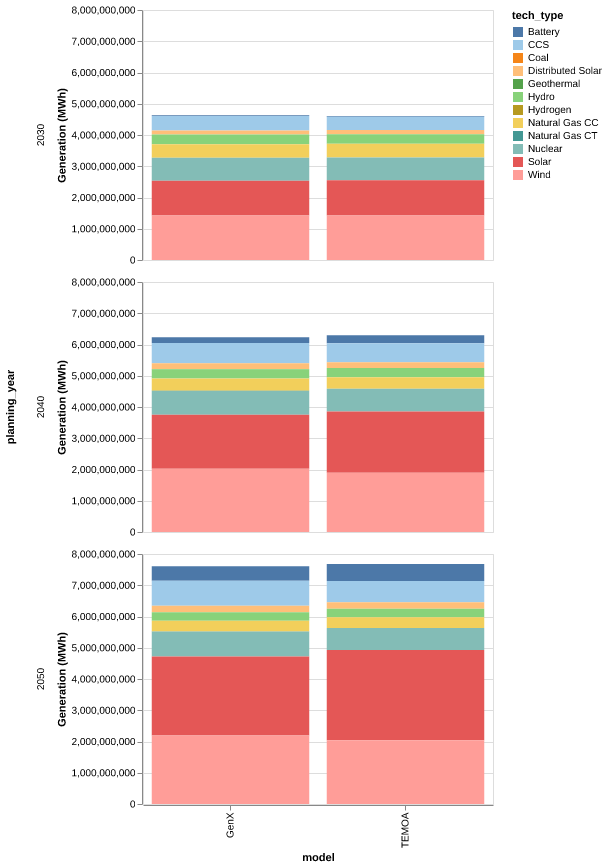 tech_type
Battery
CCS
Coal
Distributed Solar
Geothermal
Hydro
Hydrogen
Natural Gas CC
Natural Gas CT
Nuclear
Solar
Wind
planning_year
2030
Generation (MWh)
8,000,000,000
7,000,000,000
6,000,000,000
5,000,000,000
4,000,000,000
3,000,000,000
2,000,000,000
1,000,000,000
0
2040
Generation (MWh)
8,000,000,000
7,000,000,000
6,000,000,000
5,000,000,000
4,000,000,000
3,000,000,000
2,000,000,000
1,000,000,000
0
2050
Generation (MWh)
8,000,000,000
7,000,000,000
6,000,000,000
5,000,000,000
4,000,000,000
3,000,000,000
2,000,000,000
1,000,000,000
0
GenX
TEMOA
model